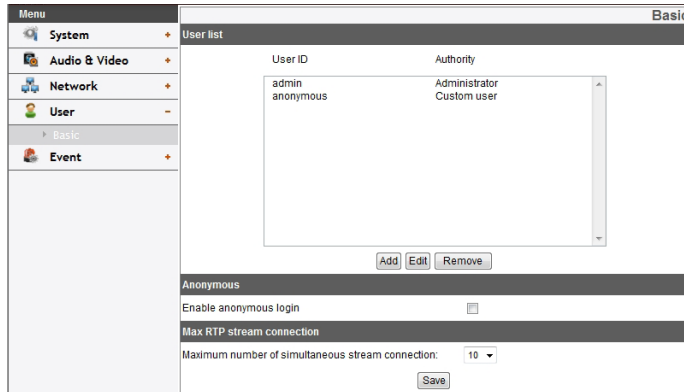 Menu
Basic
System +
User list
User ID Authority
Audio & Video +
admin Administrator
Network +
anonymous Custom user
User -
Basic
Event +
Add Edit Remove
Anonymous
Enable anonymous login
Max RTP stream connection
Maximum number of simultaneous stream connection: 10
Save